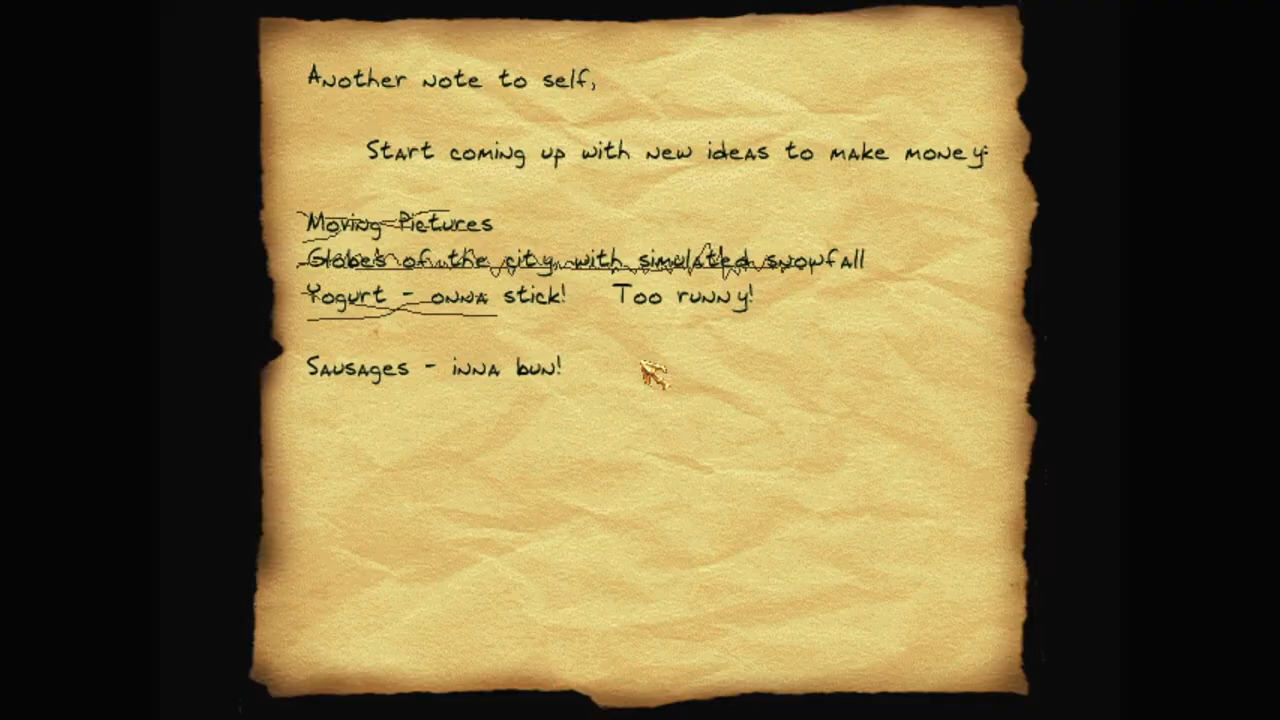 Another note to self,
Start coming up with new ideas to make money:
Moving Pictures
Globes of the city, with simulated snowfall
Yogurt - onna stick! Too runny!
Sausages - inna bun!